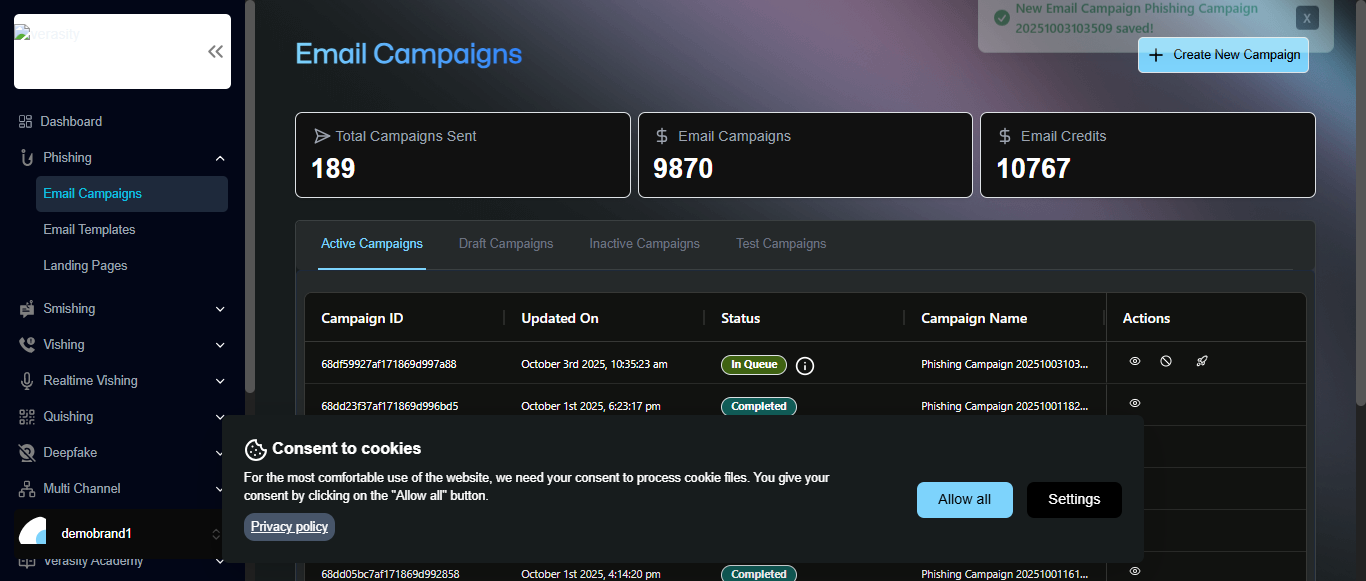 verasity
Dashboard
Phishing
Email Campaigns
Email Templates
Landing Pages
Smishing
Vishing
Realtime Vishing
Quishing
Deepfake
Multi Channel
demobrand1
Verasity Academy
Email Campaigns
New Email Campaign Phishing Campaign
20251003103509 saved!
X
Create New Campaign
Total Campaigns Sent
189
Email Campaigns
9870
Email Credits
10767
Active Campaigns Draft Campaigns Inactive Campaigns Test Campaigns
Campaign ID Updated On Status Campaign Name Actions
68df59927af171869d997a88 October 3rd 2025, 10:35:23 am In Queue Phishing Campaign 20251003103...
68dd23f37af171869d996bd5 October 1st 2025, 6:23:17 pm Completed Phishing Campaign 20251001182...
Consent to cookies
For the most comfortable use of the website, we need your consent to process cookie files. You give your
consent by clicking on the "Allow all" button.
Privacy policy
Allow all
Settings
68dd05bc7af171869d992858 October 1st 2025, 4:14:20 pm Completed Phishing Campaign 20251001161...